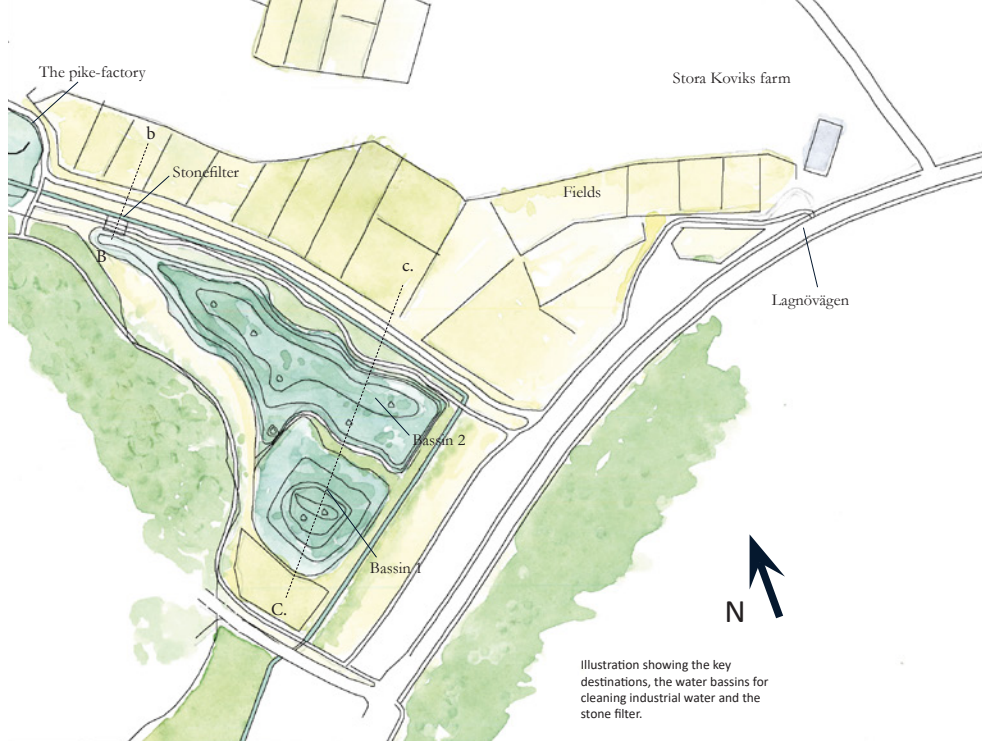 The pike-factory
Stora Koviks farm
b
Stonefilter
Fields
B
c.
Lagnövägen
Bassin 2
Bassin 1
C.
N
Illustration showing the key
destinations, the water bassins for
cleaning industrial water and the
stone filter.